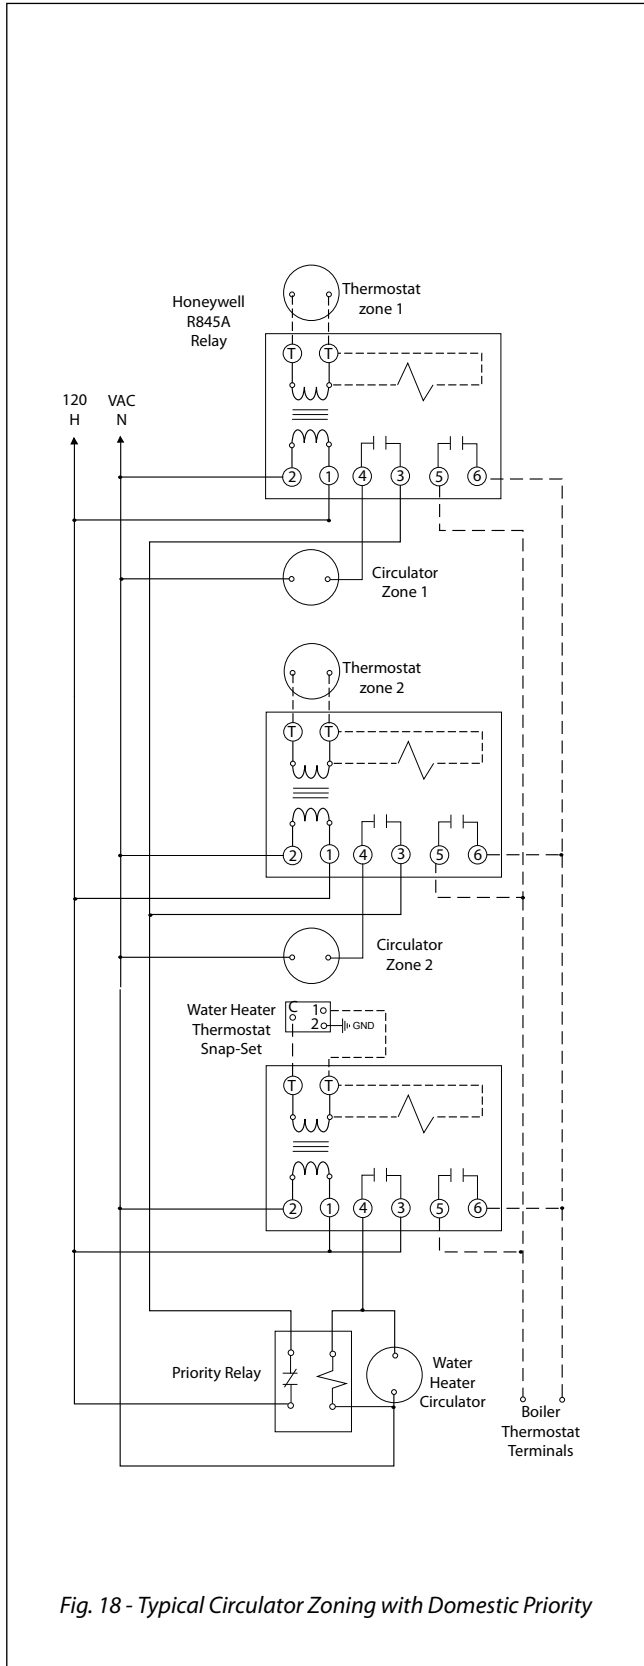 Thermostat
zone 1
Honeywell
R845A
Relay
T T
120 VAC
H N
2 1 4 3 5 6
Circulator
Zone 1
Thermostat
zone 2
T T
2 1 4 3 5 6
Circulator
Zone 2
Water Heater
Thermostat
Snap-Set
C 1
2 GND
T T
2 1 4 3 5 6
Priority Relay
Water
Heater
Circulator
Boiler
Thermostat
Terminals
Fig. 18 - Typical Circulator Zoning with Domestic Priority